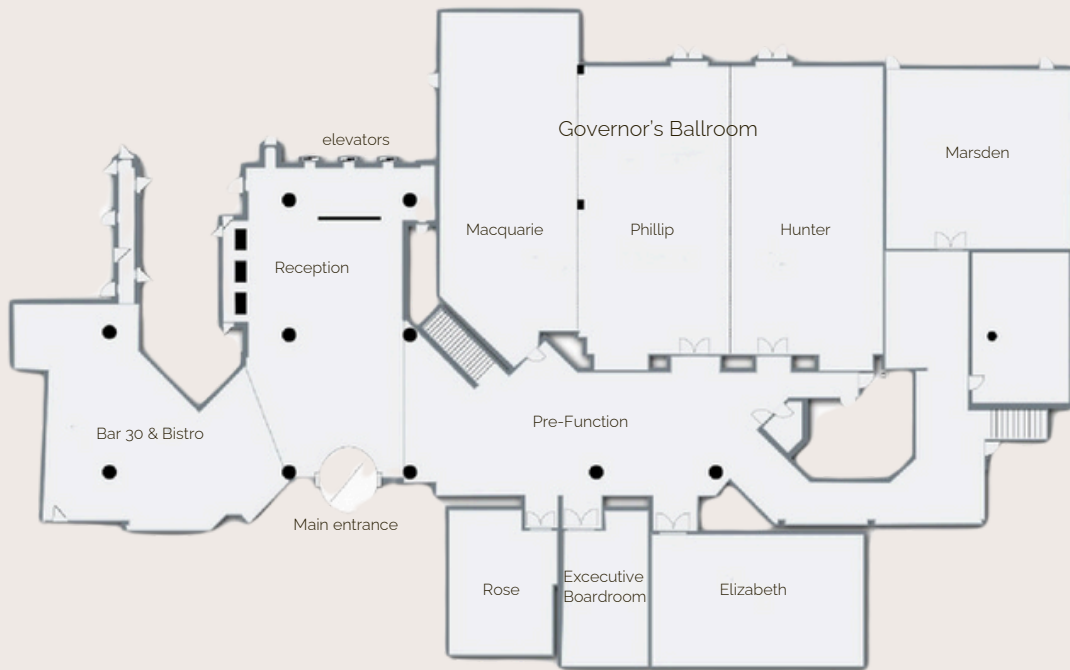 Governor's Ballroom
elevators
Marsden
Macquarie
Phillip
Hunter
Reception
Pre-Function
Bar 30 & Bistro
Main entrance
Rose
Excecutive
Boardroom
Elizabeth